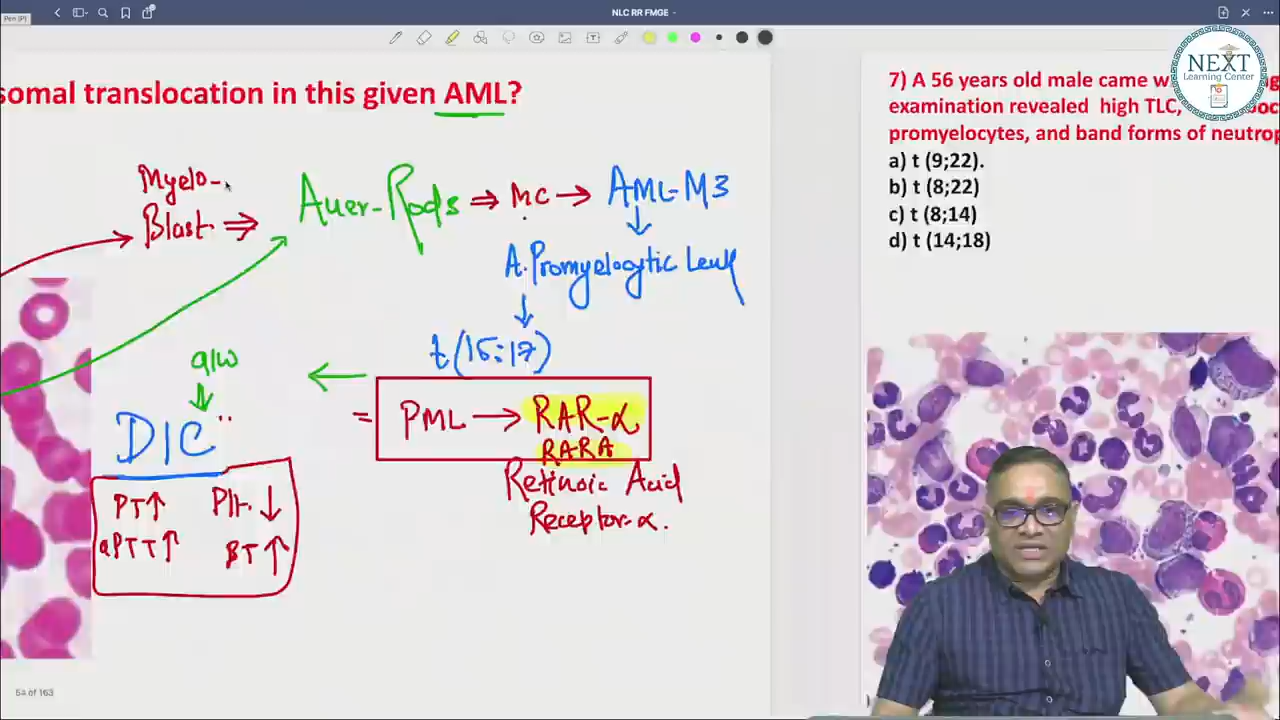 Pen (P)
NLC RR FMGE
NEXT
Learning Center
somal translocation in this given AML?
Myelo-
Blast ⇒ Auer-Rods ⇒ MC → AML-M3
A. Promyelocytic Leuk
t(15:17)
a/w
DIC
= PML → RAR-α
RARA
Retinoic Acid
Receptor-α.
PT↑ Plt. ↓
aPTT↑ BT↑
54 of 163
7) A 56 years old male came w
examination revealed high TLC,
promyelocytes, and band forms of neutrop
a) t (9;22).
b) t (8;22)
c) t (8;14)
d) t (14;18)